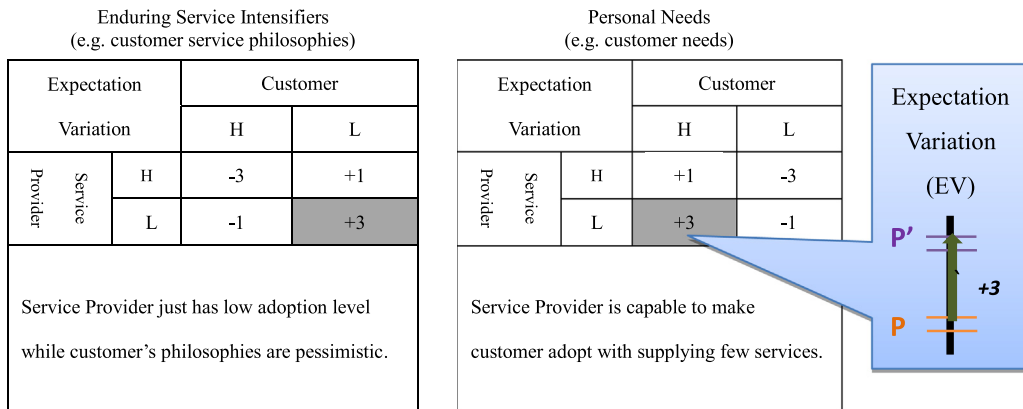 Enduring Service Intensifiers
(e.g. customer service philosophies)
Expectation
Variation
Customer
H
L
Service
Provider
H
-3
+1
L
-1
+3
Service Provider just has low adoption level
while customer's philosophies are pessimistic.
Personal Needs
(e.g. customer needs)
Expectation
Variation
Customer
H
L
Service
Provider
H
+1
-3
L
+3
-1
Service Provider is capable to make
customer adopt with supplying few services.
Expectation
Variation
(EV)
P'
+3
P